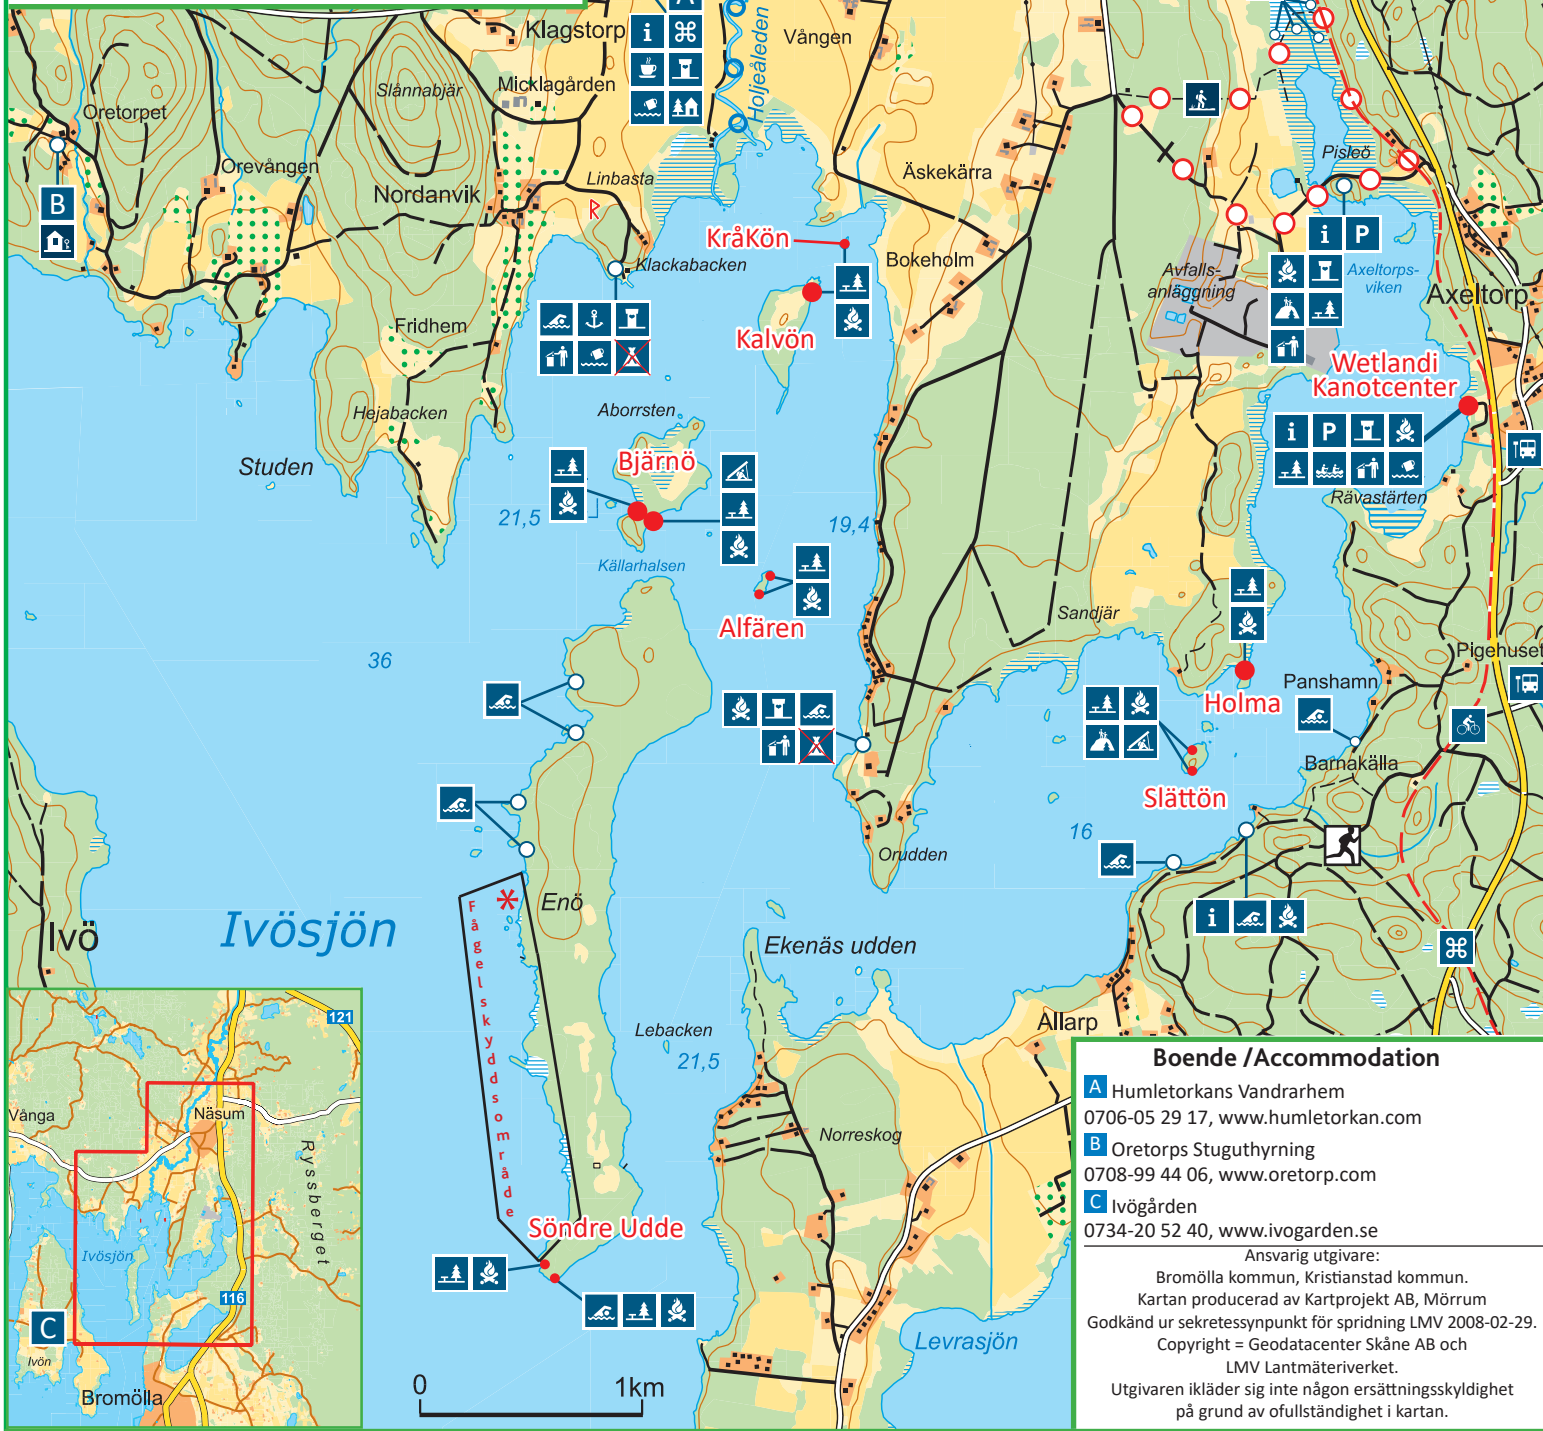 Klagstorp
A
i
Höljeåleden
Vången
Slånnabjär
Micklagården
Oretorpet
Orevången
Nordanvik
Linbasta
R
Äskekärra
Pisleö
B
KråKön
Klackabacken
Bokeholm
i P
Avfalls-
anläggning
Axeltorps-
viken
Axeltorp
Fridhem
Kalvön
Wetlandi
Kanotcenter
Hejabacken
Aborrsten
i P
Studen
Bjärnö
Rävastärten
21,5
19,4
Källarhalsen
Alfären
Sandjär
36
Pigehuset
Panshamn
Holma
Barnakälla
Slättön
16
Orudden
Fågelskyddsområde
*
Enö
i
Ivösjön
Ivö
Ekenäs udden
Lebacken
21,5
Allarp
Norreskog
Söndre Udde
Levrasjön
0 1km
121
Vånga
Näsum
Ryssberget
Ivösjön
116
C
Ivön
Bromölla
Boende /Accommodation
A Humletorkans Vandrarhem
0706-05 29 17, www.humletorkan.com
B Oretorps Stuguthyrning
0708-99 44 06, www.oretorp.com
C Ivögården
0734-20 52 40, www.ivogarden.se
Ansvarig utgivare:
Bromölla kommun, Kristianstad kommun.
Kartan producerad av Kartprojekt AB, Mörrum
Godkänd ur sekretessynpunkt för spridning LMV 2008-02-29.
Copyright = Geodatacenter Skåne AB och
LMV Lantmäteriverket.
Utgivaren ikläder sig inte någon ersättningsskyldighet
på grund av ofullständighet i kartan.